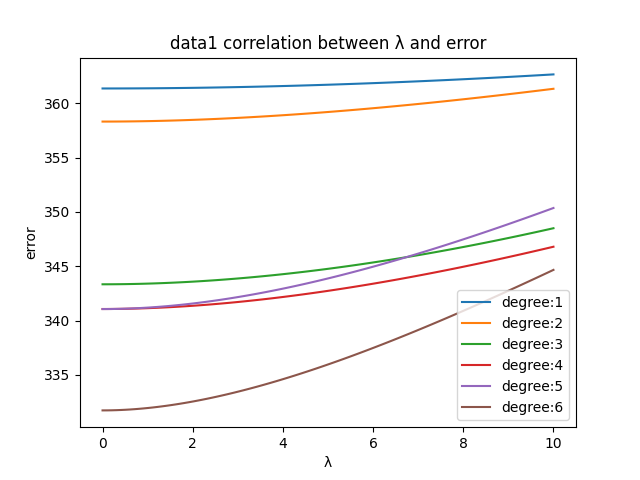 data1 correlation between λ and error
error
360
355
350
345
340
335
0 2 4 6 8 10
λ
degree:1
degree:2
degree:3
degree:4
degree:5
degree:6